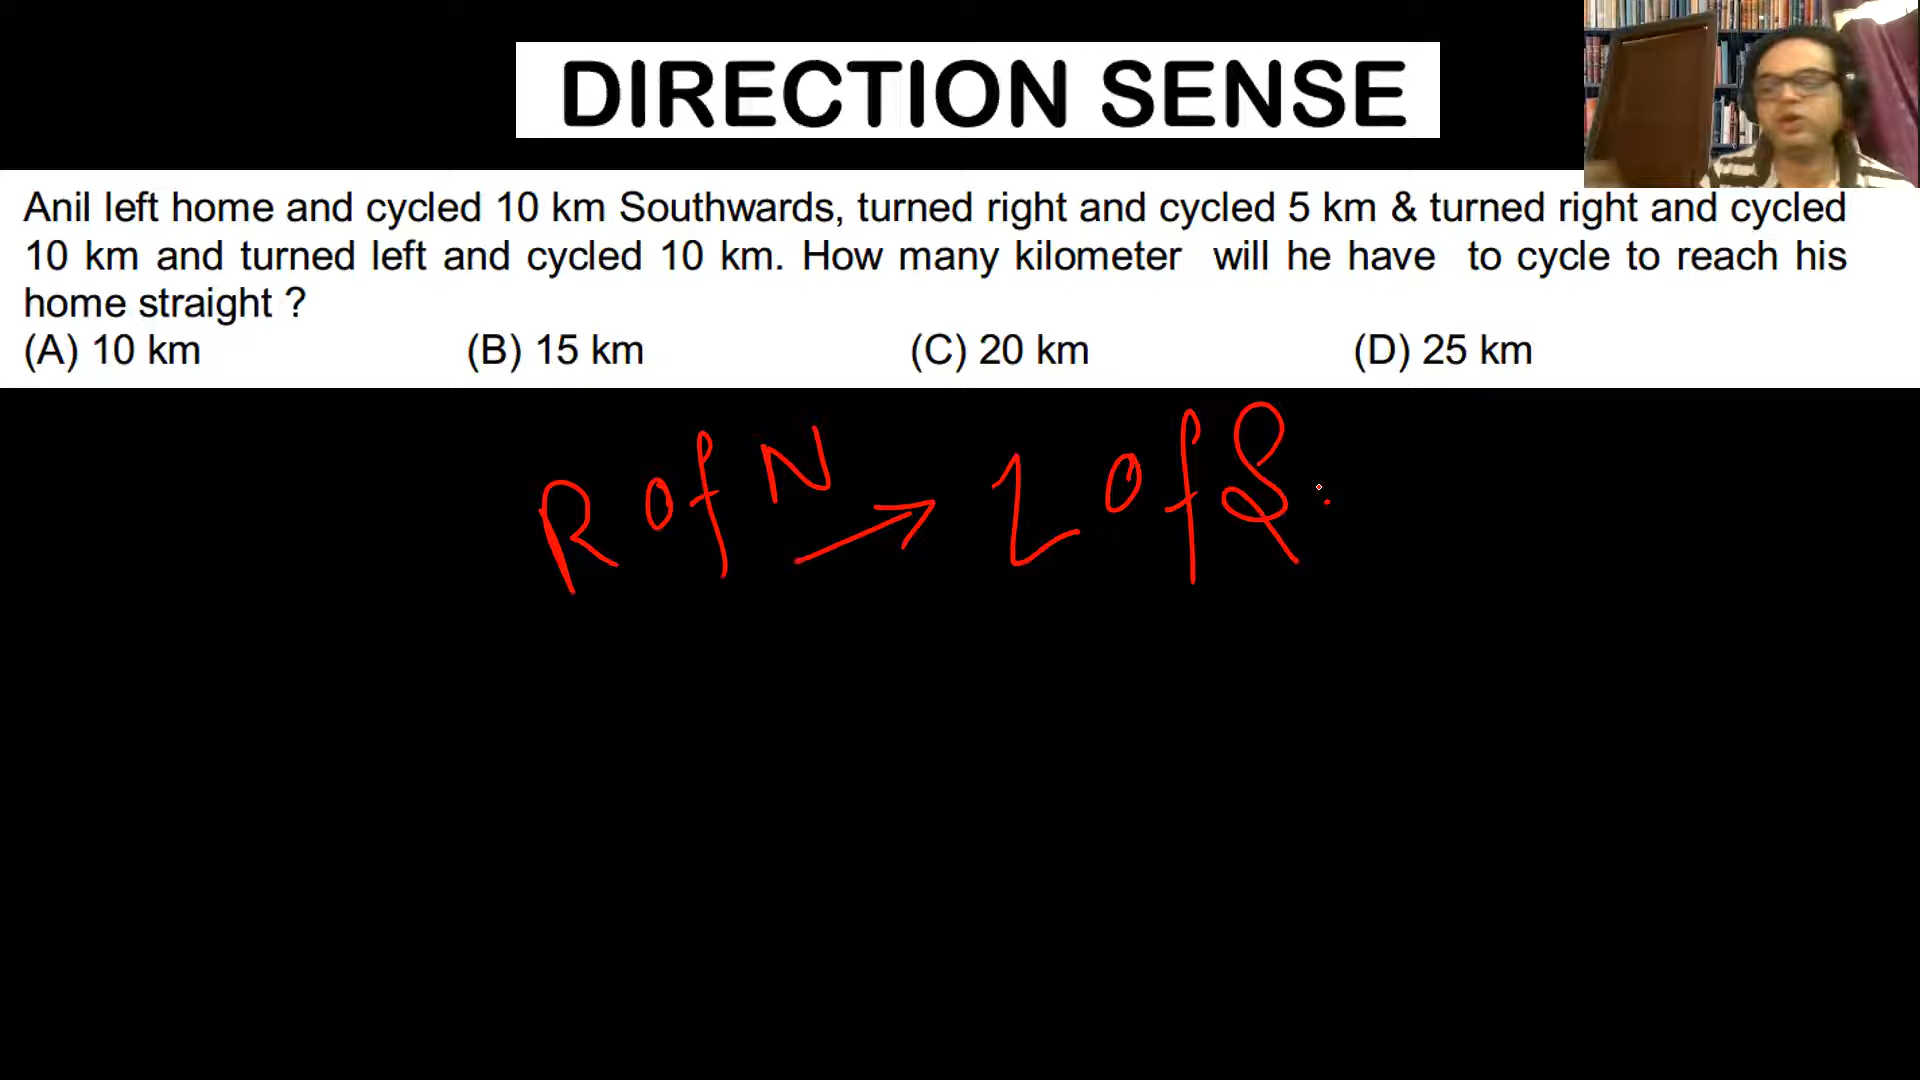 DIRECTION SENSE
Anil left home and cycled 10 km Southwards, turned right and cycled 5 km & turned right and cycled
10 km and turned left and cycled 10 km. How many kilometer will he have to cycle to reach his
home straight ?
(A) 10 km (B) 15 km (C) 20 km (D) 25 km
R of N → L of S